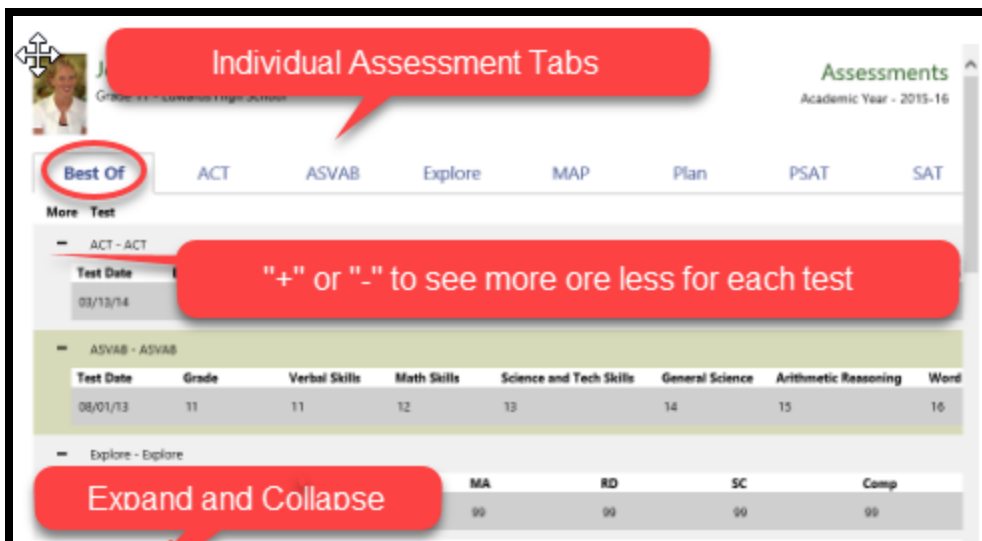 Individual Assessment Tabs
Assessments
Grade 11 - Edwards High School
Academic Year - 2015-16
Best Of ACT ASVAB Explore MAP Plan PSAT SAT
More Test
- ACT - ACT
"+" or "-" to see more ore less for each test
Test Date
03/13/14
- ASVAB - ASVAB
Test Date Grade Verbal Skills Math Skills Science and Tech Skills General Science Arithmetic Reasoning Word
08/01/13 11 11 12 13 14 15 16
- Explore - Explore
Expand and Collapse
MA RD SC Comp
99 99 99 99